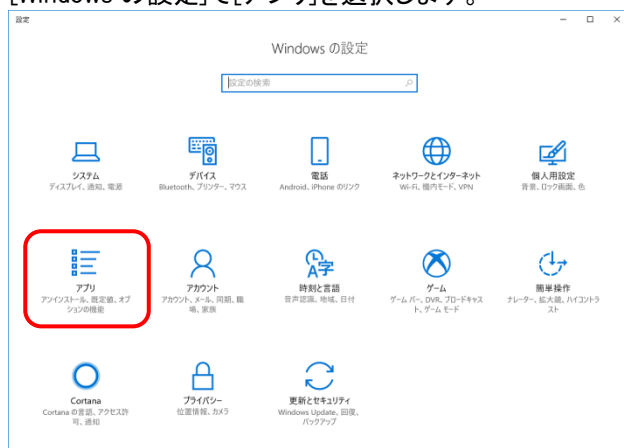 [Windows の設定]で[アプリ]を選択します。
設定
Windows の設定
設定の検索
システム
ディスプレイ、通知、電源
デバイス
Bluetooth、プリンター、マウス
電話
Android、iPhone のリンク
ネットワークとインターネット
Wi-Fi、機内モード、VPN
個人用設定
背景、ロック画面、色
アプリ
アンインストール、既定値、オプ
ションの機能
アカウント
アカウント、メール、同期、職
場、家族
時刻と言語
音声認識、地域、日付
ゲーム
ゲーム バー、DVR、ブロードキャス
ト、ゲーム モード
簡単操作
ナレーター、拡大鏡、ハイコントラ
スト
Cortana
Cortana の言語、アクセス許
可、通知
プライバシー
位置情報、カメラ
更新とセキュリティ
Windows Update、回復、
バックアップ